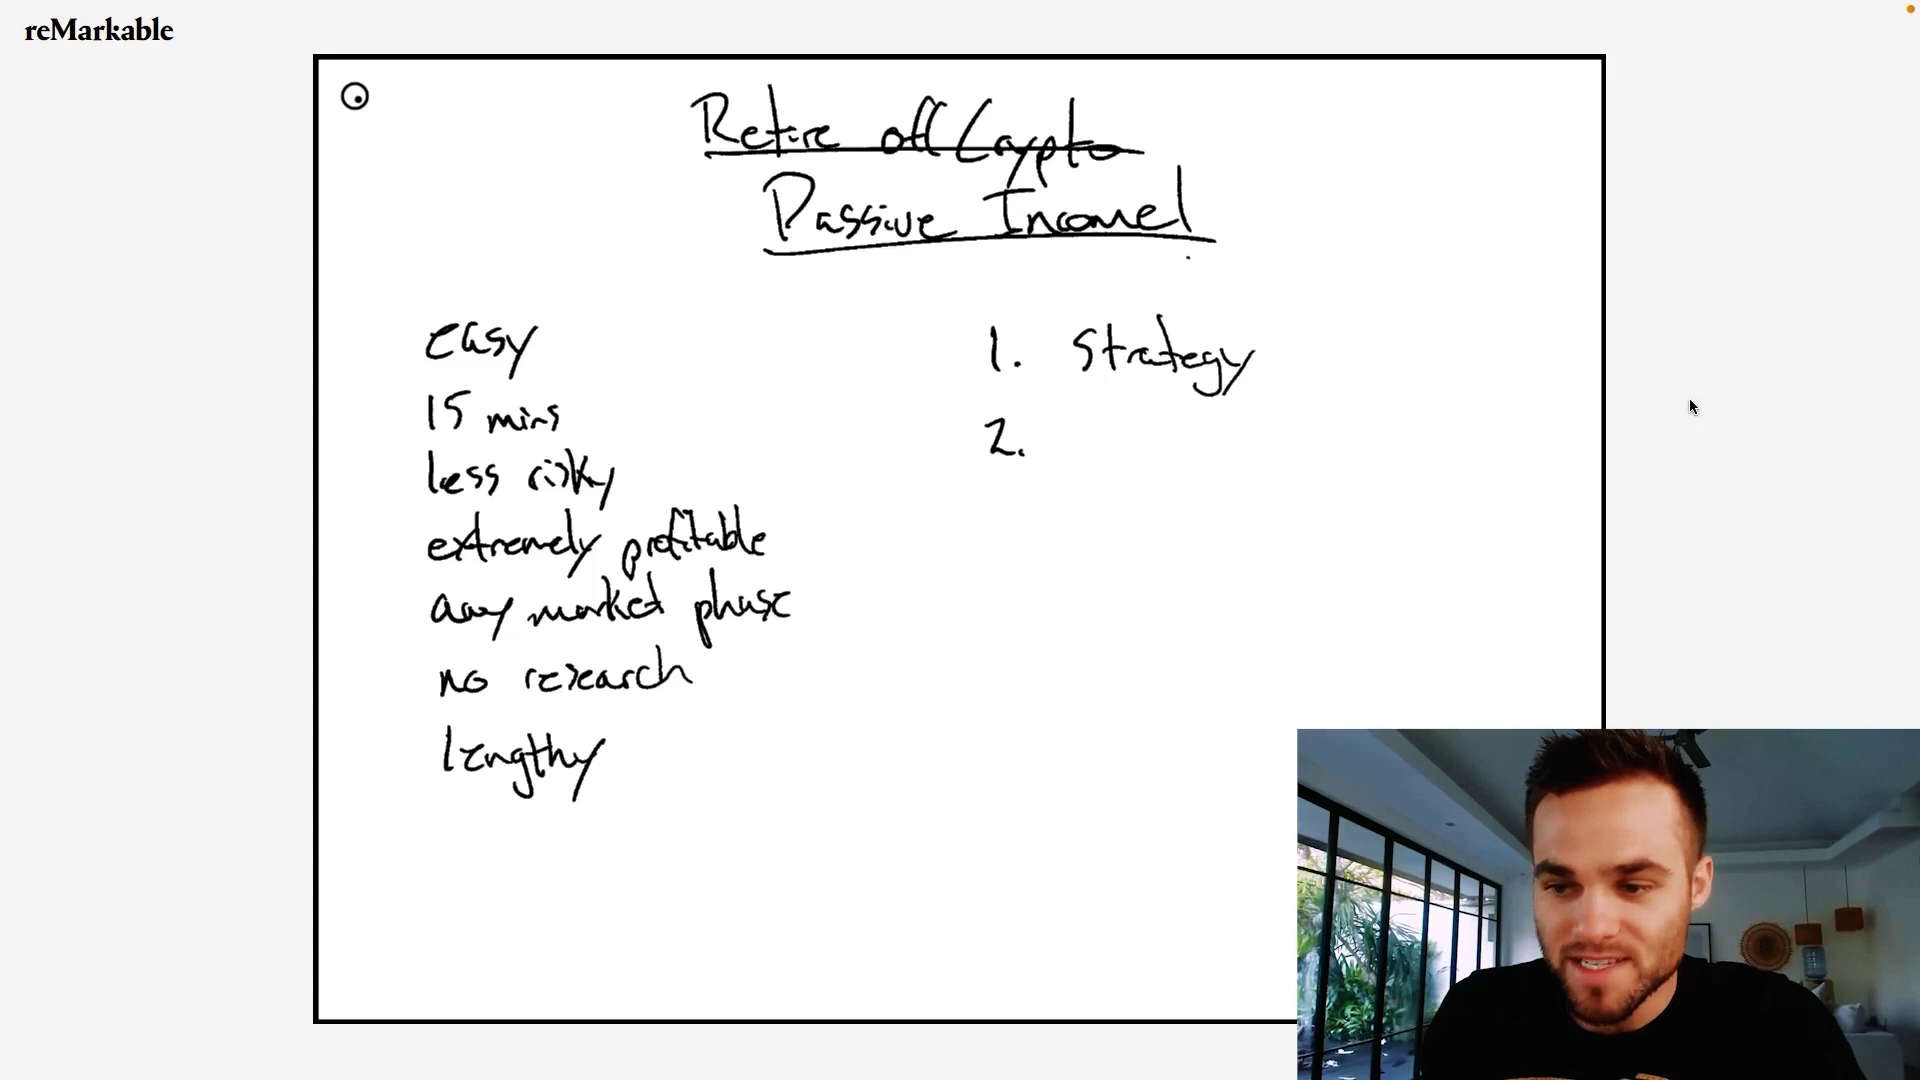 reMarkable
Retire off Crypto
Passive Income!
easy
15 mins
less risky
extremely profitable
any market phase
no research
lengthy
1. Strategy
2.